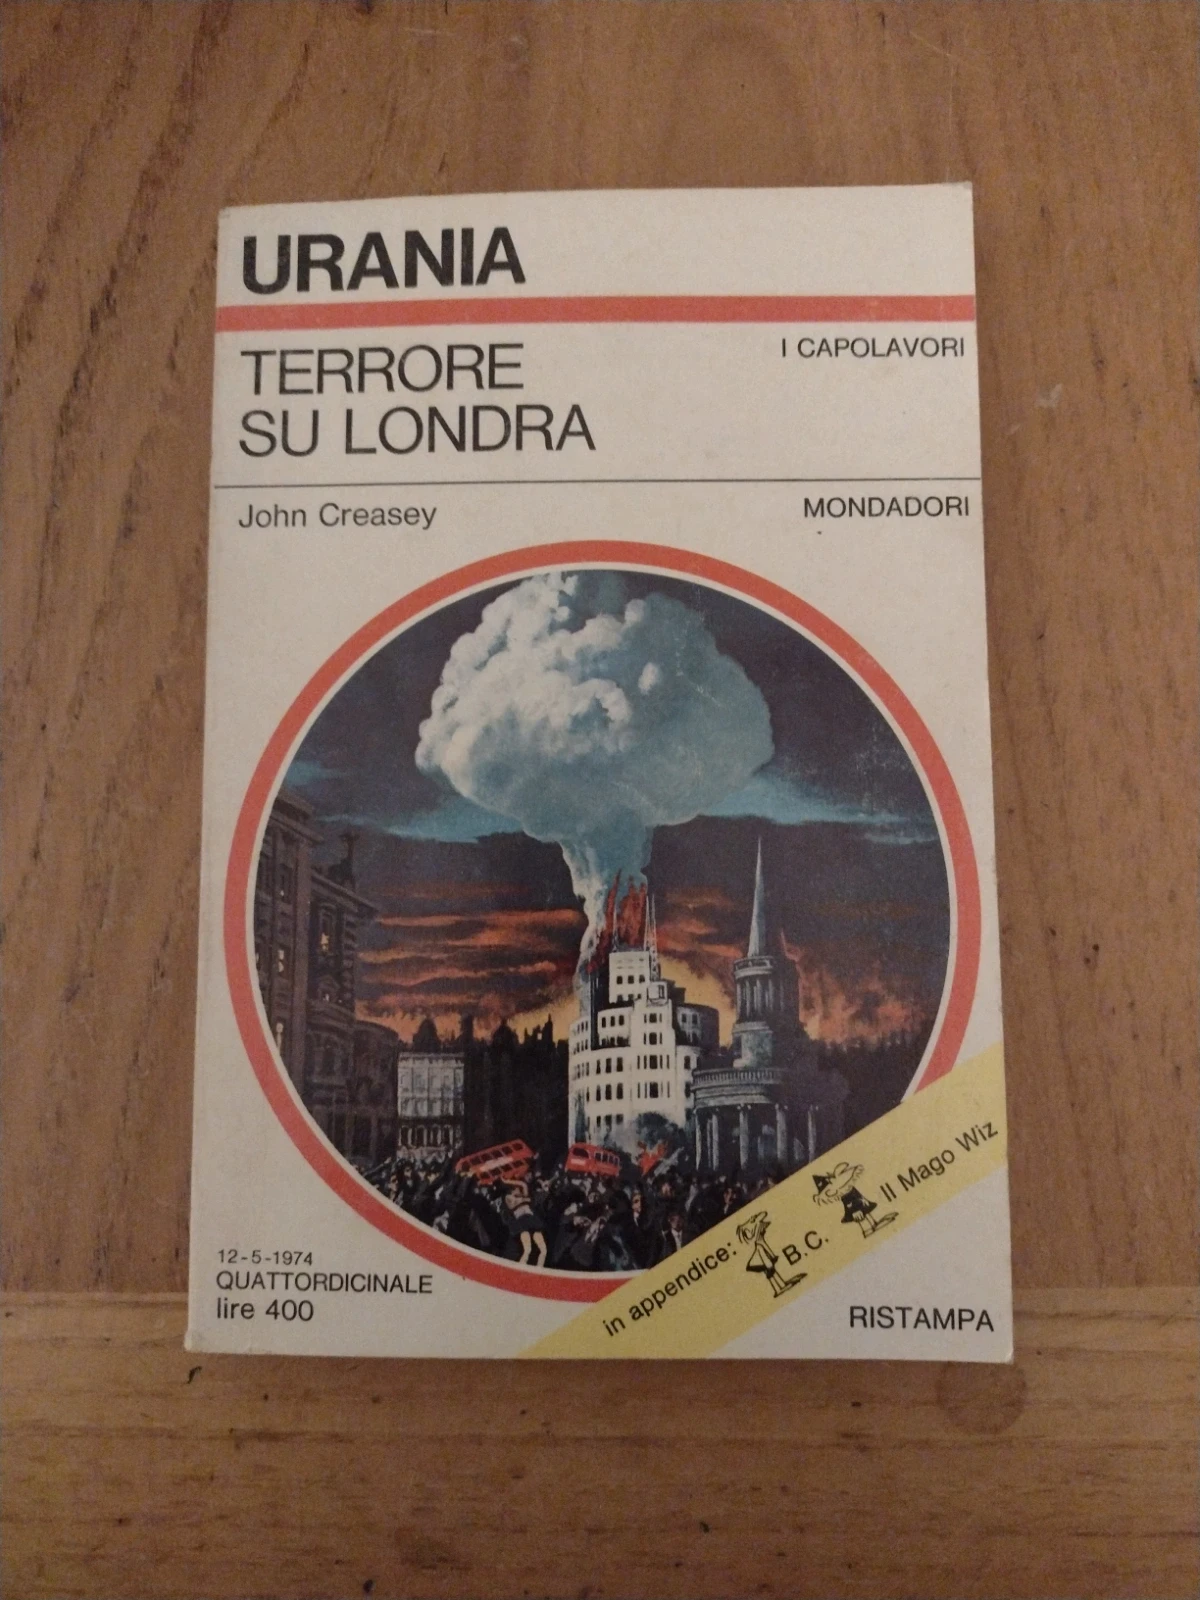 URANIA
I CAPOLAVORI
TERRORE
SU LONDRA
John Creasey
MONDADORI
in appendice: B.C. Il Mago Wiz
12-5-1974
QUATTORDICINALE
lire 400
RISTAMPA